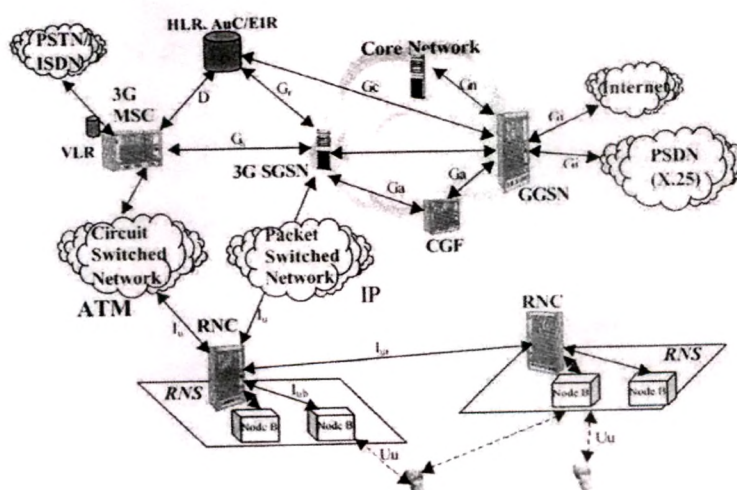 HLR, AuC/EIR
PSTN/
ISDN
Core Network
3G
MSC
D
Gr
Gc
Gn
Internet
Gi
VLR
Gs
3G SGSN
Gi
PSDN
(X.25)
GGSN
Ga
Ga
CGF
Circuit
Switched
Network
Packet
Switched
Network
IP
ATM
Iu
Iu
RNC
RNC
Iur
RNS
RNS
Iub
Node B
Node B
Node B
Node B
Uu
Uu